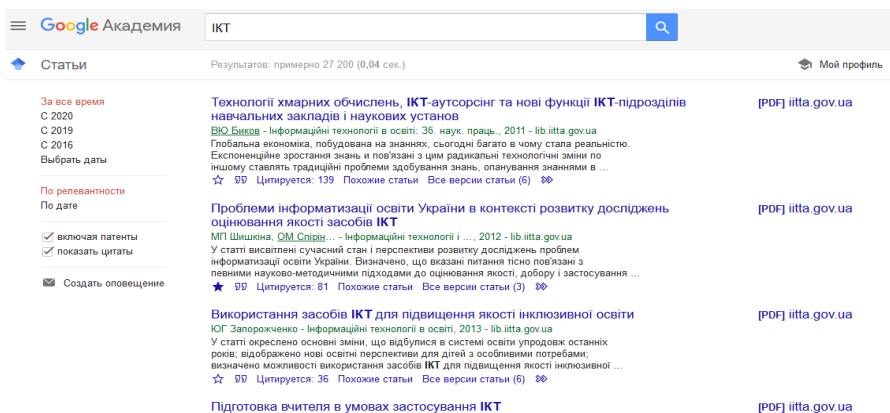 Google Академия
ІКТ
Статьи
Результатов: примерно 27 200 (0,04 сек.)
Мой профиль
За все время
С 2020
С 2019
С 2016
Выбрать даты
По релевантности
По дате
включая патенты
показать цитаты
Создать оповещение
Технології хмарних обчислень, ІКТ-аутсорсінг та нові функції ІКТ-підрозділів
навчальних закладів і наукових установ
[PDF] iitta.gov.ua
ВЮ Биков - Інформаційні технології в освіті: Зб. наук. праць., 2011 - lib.iitta.gov.ua
Глобальна економіка, побудована на знаннях, сьогодні багато в чому стала реальністю.
Експоненційне зростання знань и пов'язані з цим радикальні технологічні зміни по
іншому ставлять традиційні проблеми здобування знань, опанування знаннями в …
Цитируется: 139 Похожие статьи Все версии статьи (6)
Проблеми інформатизації освіти України в контексті розвитку досліджень
оцінювання якості засобів ІКТ
[PDF] iitta.gov.ua
МП Шишкіна, ОМ Спірін… - Інформаційні технології і …, 2012 - lib.iitta.gov.ua
У статті висвітлені сучасний стан і перспективи розвитку досліджень проблем
інформатизації освіти України. Визначено, що вказані питання тісно пов'язані з
певними науково-методичними підходами до оцінювання якості, добору і застосування …
Цитируется: 81 Похожие статьи Все версии статьи (3)
Використання засобів ІКТ для підвищення якості інклюзивної освіти
[PDF] iitta.gov.ua
ЮГ Запорожченко - Інформаційні технології в освіті, 2013 - lib.iitta.gov.ua
У статті окреслено основні зміни, що відбулися в системі освіти упродовж останніх
років; відображено нові освітні перспективи для дітей з особливими потребами;
визначено можливості використання засобів ІКТ для підвищення якості інклюзивної …
Цитируется: 36 Похожие статьи Все версии статьи (6)
Підготовка вчителя в умовах застосування ІКТ
[PDF] iitta.gov.ua